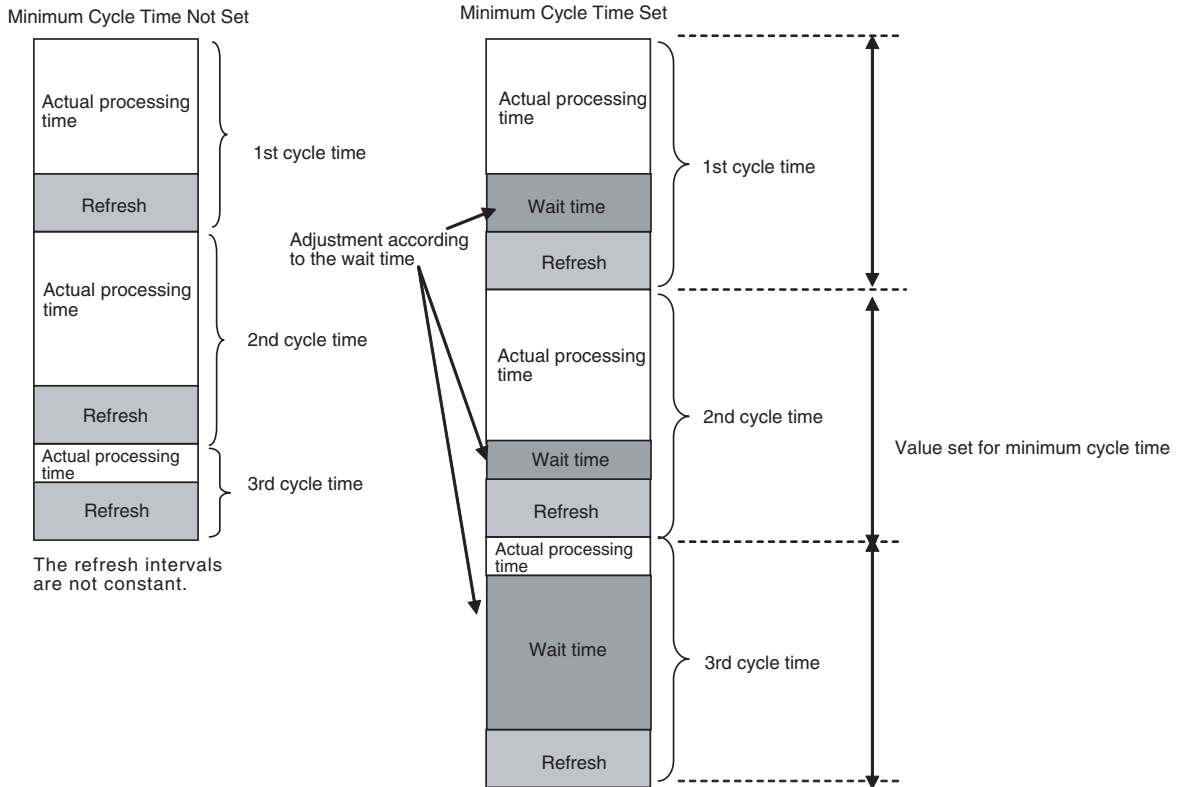 Minimum Cycle Time Not Set
Actual processing
time
Refresh
1st cycle time
Actual processing
time
Refresh
2nd cycle time
Actual processing
time
Refresh
3rd cycle time
The refresh intervals
are not constant.
Adjustment according
to the wait time
Minimum Cycle Time Set
Actual processing
time
Wait time
Refresh
1st cycle time
Actual processing
time
Wait time
Refresh
2nd cycle time
Actual processing
time
Wait time
Refresh
3rd cycle time
Value set for minimum cycle time